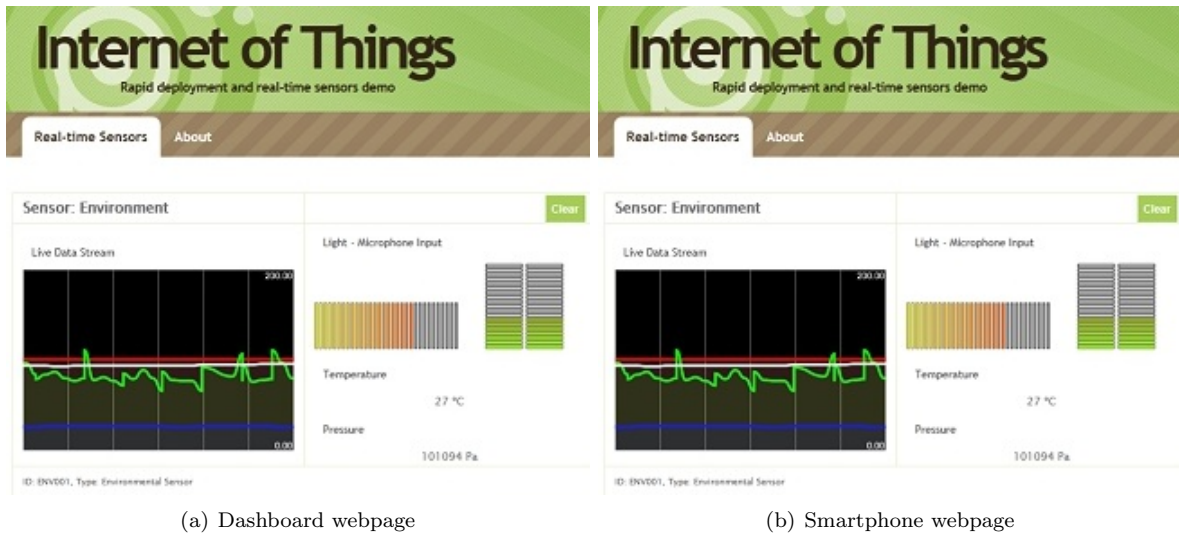 Internet of Things
Rapid deployment and real-time sensors demo
Real-time Sensors About
Sensor: Environment Clear
Live Data Stream
Light - Microphone Input
200.00
Temperature
27 °C
Pressure
0.00
101094 Pa
ID: ENV001, Type: Environmental Sensor
(a) Dashboard webpage
Internet of Things
Rapid deployment and real-time sensors demo
Real-time Sensors About
Sensor: Environment Clear
Live Data Stream
Light - Microphone Input
200.00
Temperature
27 °C
Pressure
0.00
101094 Pa
ID: ENV001, Type: Environmental Sensor
(b) Smartphone webpage